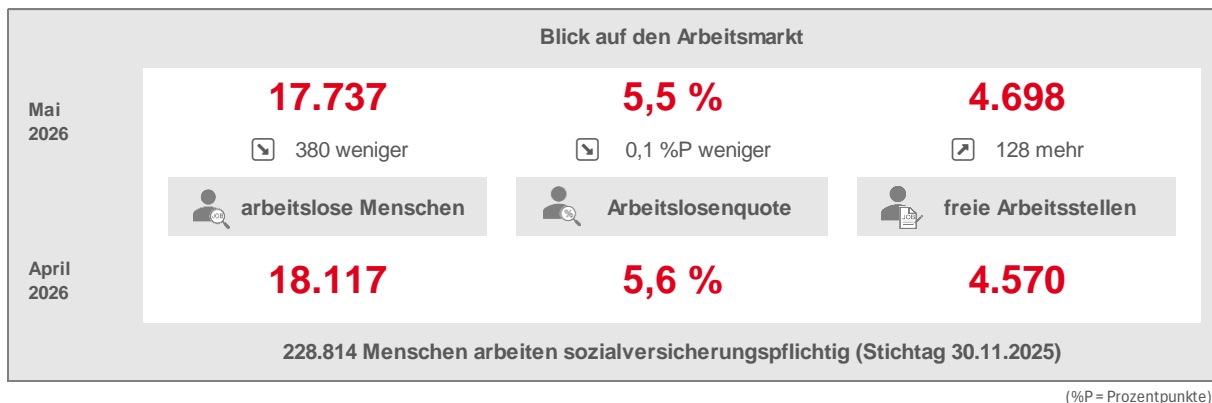 Blick auf den Arbeitsmarkt
Mai
2026
17.737
5,5 %
4.698
380 weniger
0,1 %P weniger
128 mehr
JOB
arbeitslose Menschen
%
Arbeitslosenquote
JOB
freie Arbeitsstellen
April
2026
18.117
5,6 %
4.570
228.814 Menschen arbeiten sozialversicherungspflichtig (Stichtag 30.11.2025)
(%P = Prozentpunkte)